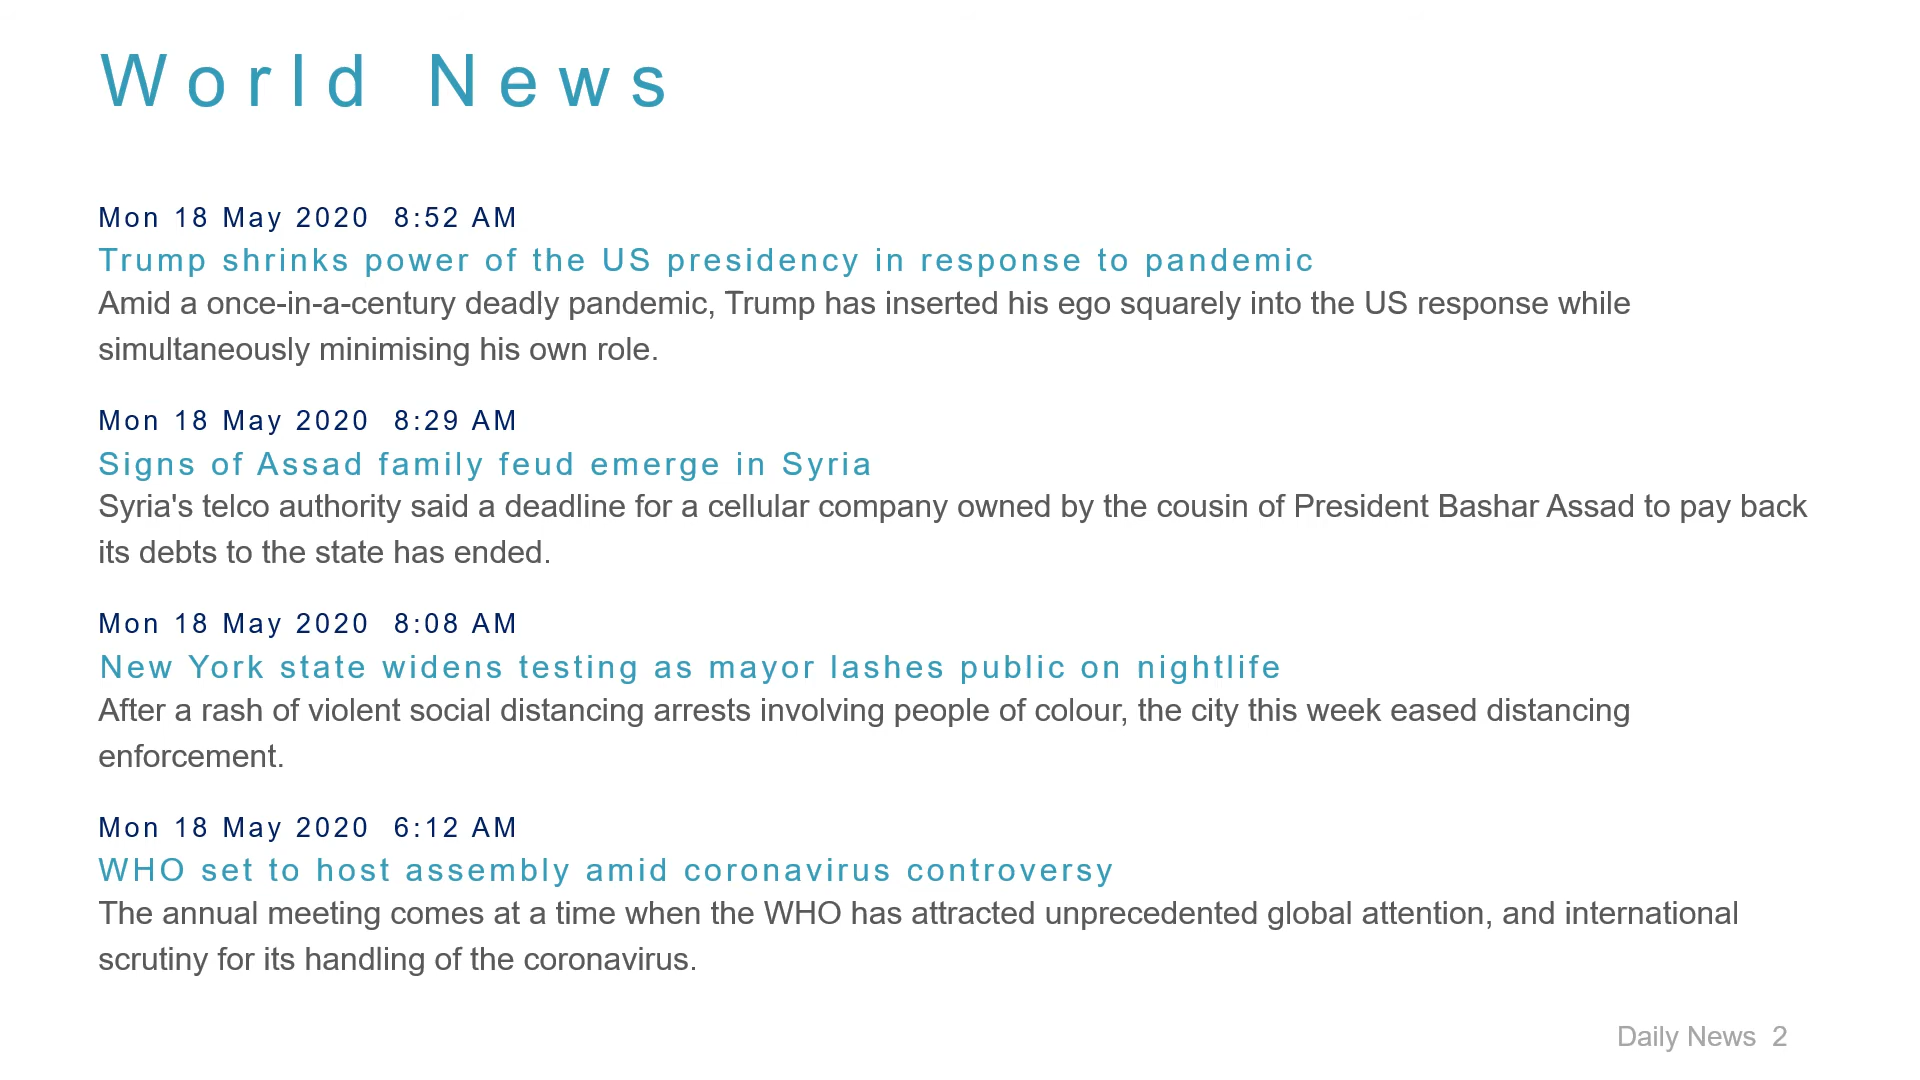 World News
Mon 18 May 2020  8:52 AM
Trump shrinks power of the US presidency in response to pandemic
Amid a once-in-a-century deadly pandemic, Trump has inserted his ego squarely into the US response while
simultaneously minimising his own role.
Mon 18 May 2020  8:29 AM
Signs of Assad family feud emerge in Syria
Syria's telco authority said a deadline for a cellular company owned by the cousin of President Bashar Assad to pay back
its debts to the state has ended.
Mon 18 May 2020  8:08 AM
New York state widens testing as mayor lashes public on nightlife
After a rash of violent social distancing arrests involving people of colour, the city this week eased distancing
enforcement.
Mon 18 May 2020  6:12 AM
WHO set to host assembly amid coronavirus controversy
The annual meeting comes at a time when the WHO has attracted unprecedented global attention, and international
scrutiny for its handling of the coronavirus.
Daily News  2